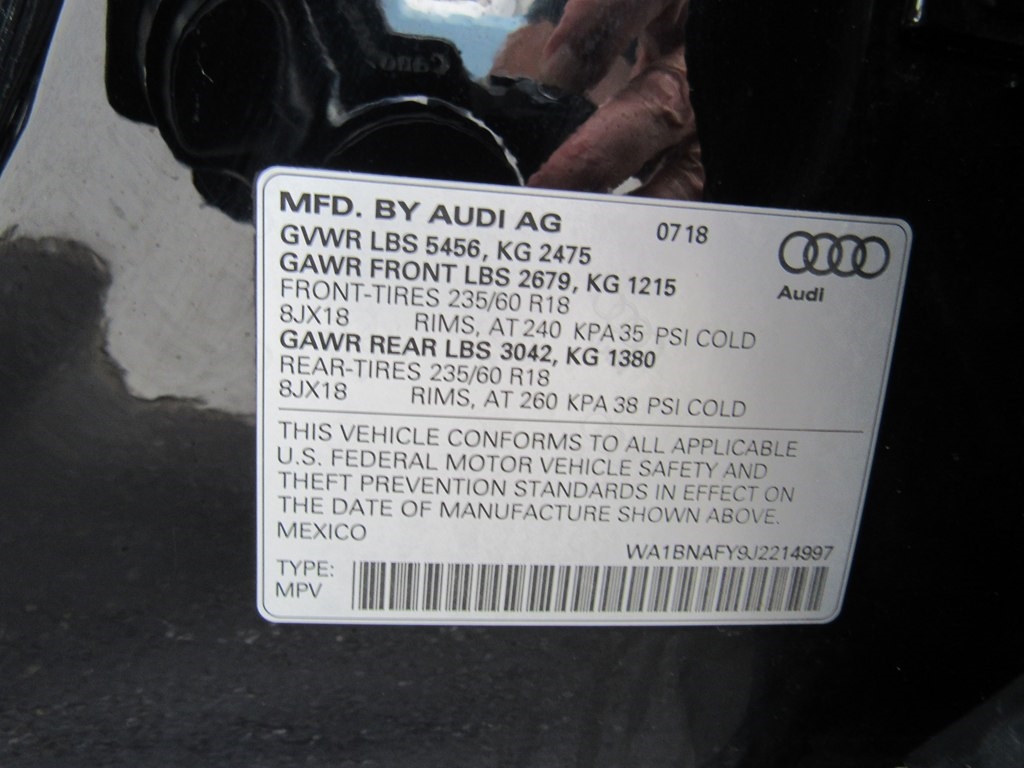 MFD. BY AUDI AG 0718
GVWR LBS 5456, KG 2475
GAWR FRONT LBS 2679, KG 1215
FRONT-TIRES 235/60 R18
8JX18 RIMS, AT 240 KPA 35 PSI COLD
GAWR REAR LBS 3042, KG 1380
REAR-TIRES 235/60 R18
8JX18 RIMS, AT 260 KPA 38 PSI COLD
Audi
THIS VEHICLE CONFORMS TO ALL APPLICABLE
U.S. FEDERAL MOTOR VEHICLE SAFETY AND
THEFT PREVENTION STANDARDS IN EFFECT ON
THE DATE OF MANUFACTURE SHOWN ABOVE.
MEXICO
WA1BNAFY9J2214997
TYPE:
MPV